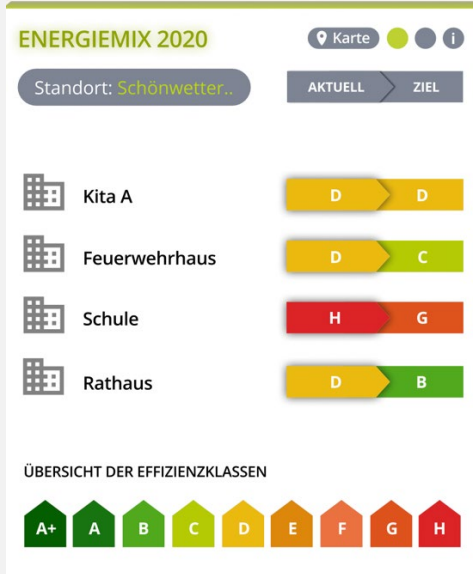 ENERGIEMIX 2020
Karte
i
Standort: Schönwetter..
AKTUELL ZIEL
Kita A D D
Feuerwehrhaus D C
Schule H G
Rathaus D B
ÜBERSICHT DER EFFIZIENZKLASSEN
A+ A B C D E F G H